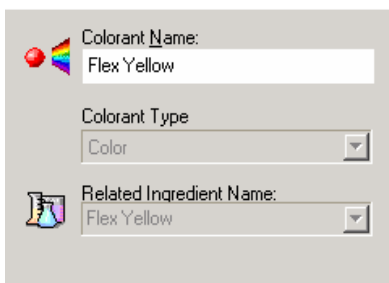 Colorant Name:
Flex Yellow
Colorant Type
Color
Related Ingredient Name:
Flex Yellow